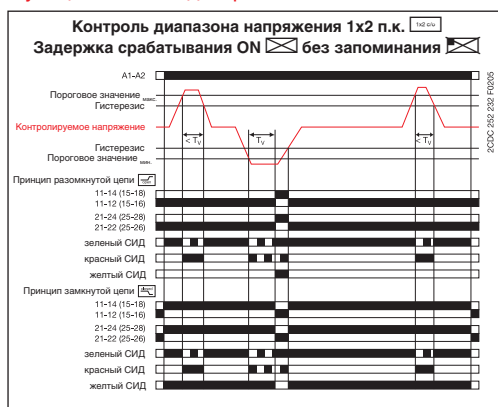 Контроль диапазона напряжения 1x2 п.к. 1x2 c/o
Задержка срабатывания ON без запоминания
A1-A2
Пороговое значение макс.
Гистерезис
Контролируемое напряжение
Гистерезис
Пороговое значение мин.
< Tv
Tv
< Tv
Принцип разомкнутой цепи
11-14 (15-18)
11-12 (15-16)
21-24 (25-28)
21-22 (25-26)
зеленый СИД
красный СИД
желтый СИД
Принцип замкнутой цепи
11-14 (15-18)
11-12 (15-16)
21-24 (25-28)
21-22 (25-26)
зеленый СИД
красный СИД
желтый СИД
2CDC 252 232 F0205